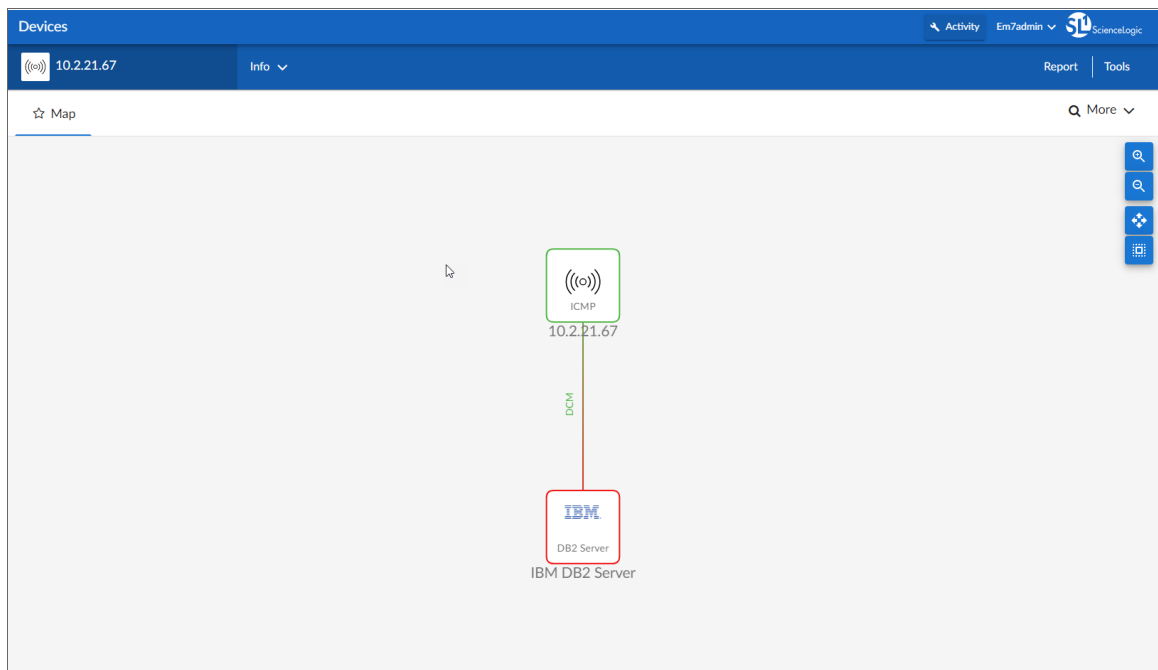 Devices
Activity
Em7admin
SL1 ScienceLogic
10.2.21.67
Info
Report
Tools
Map
More
ICMP
10.2.21.67
DCM
IBM
DB2 Server
IBM DB2 Server